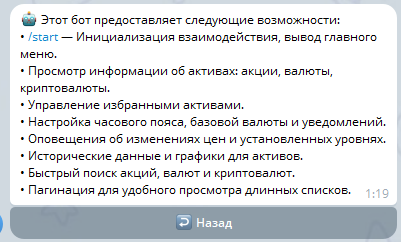 🤖 Этот бот предоставляет следующие возможности:
• /start — Инициализация взаимодействия, вывод главного
меню.
• Просмотр информации об активах: акции, валюты,
криптовалюты.
• Управление избранными активами.
• Настройка часового пояса, базовой валюты и уведомлений.
• Оповещения об изменениях цен и установленных уровнях.
• Исторические данные и графики для активов.
• Быстрый поиск акций, валют и криптовалют.
• Пагинация для удобного просмотра длинных списков.
1:19
↩️ Назад